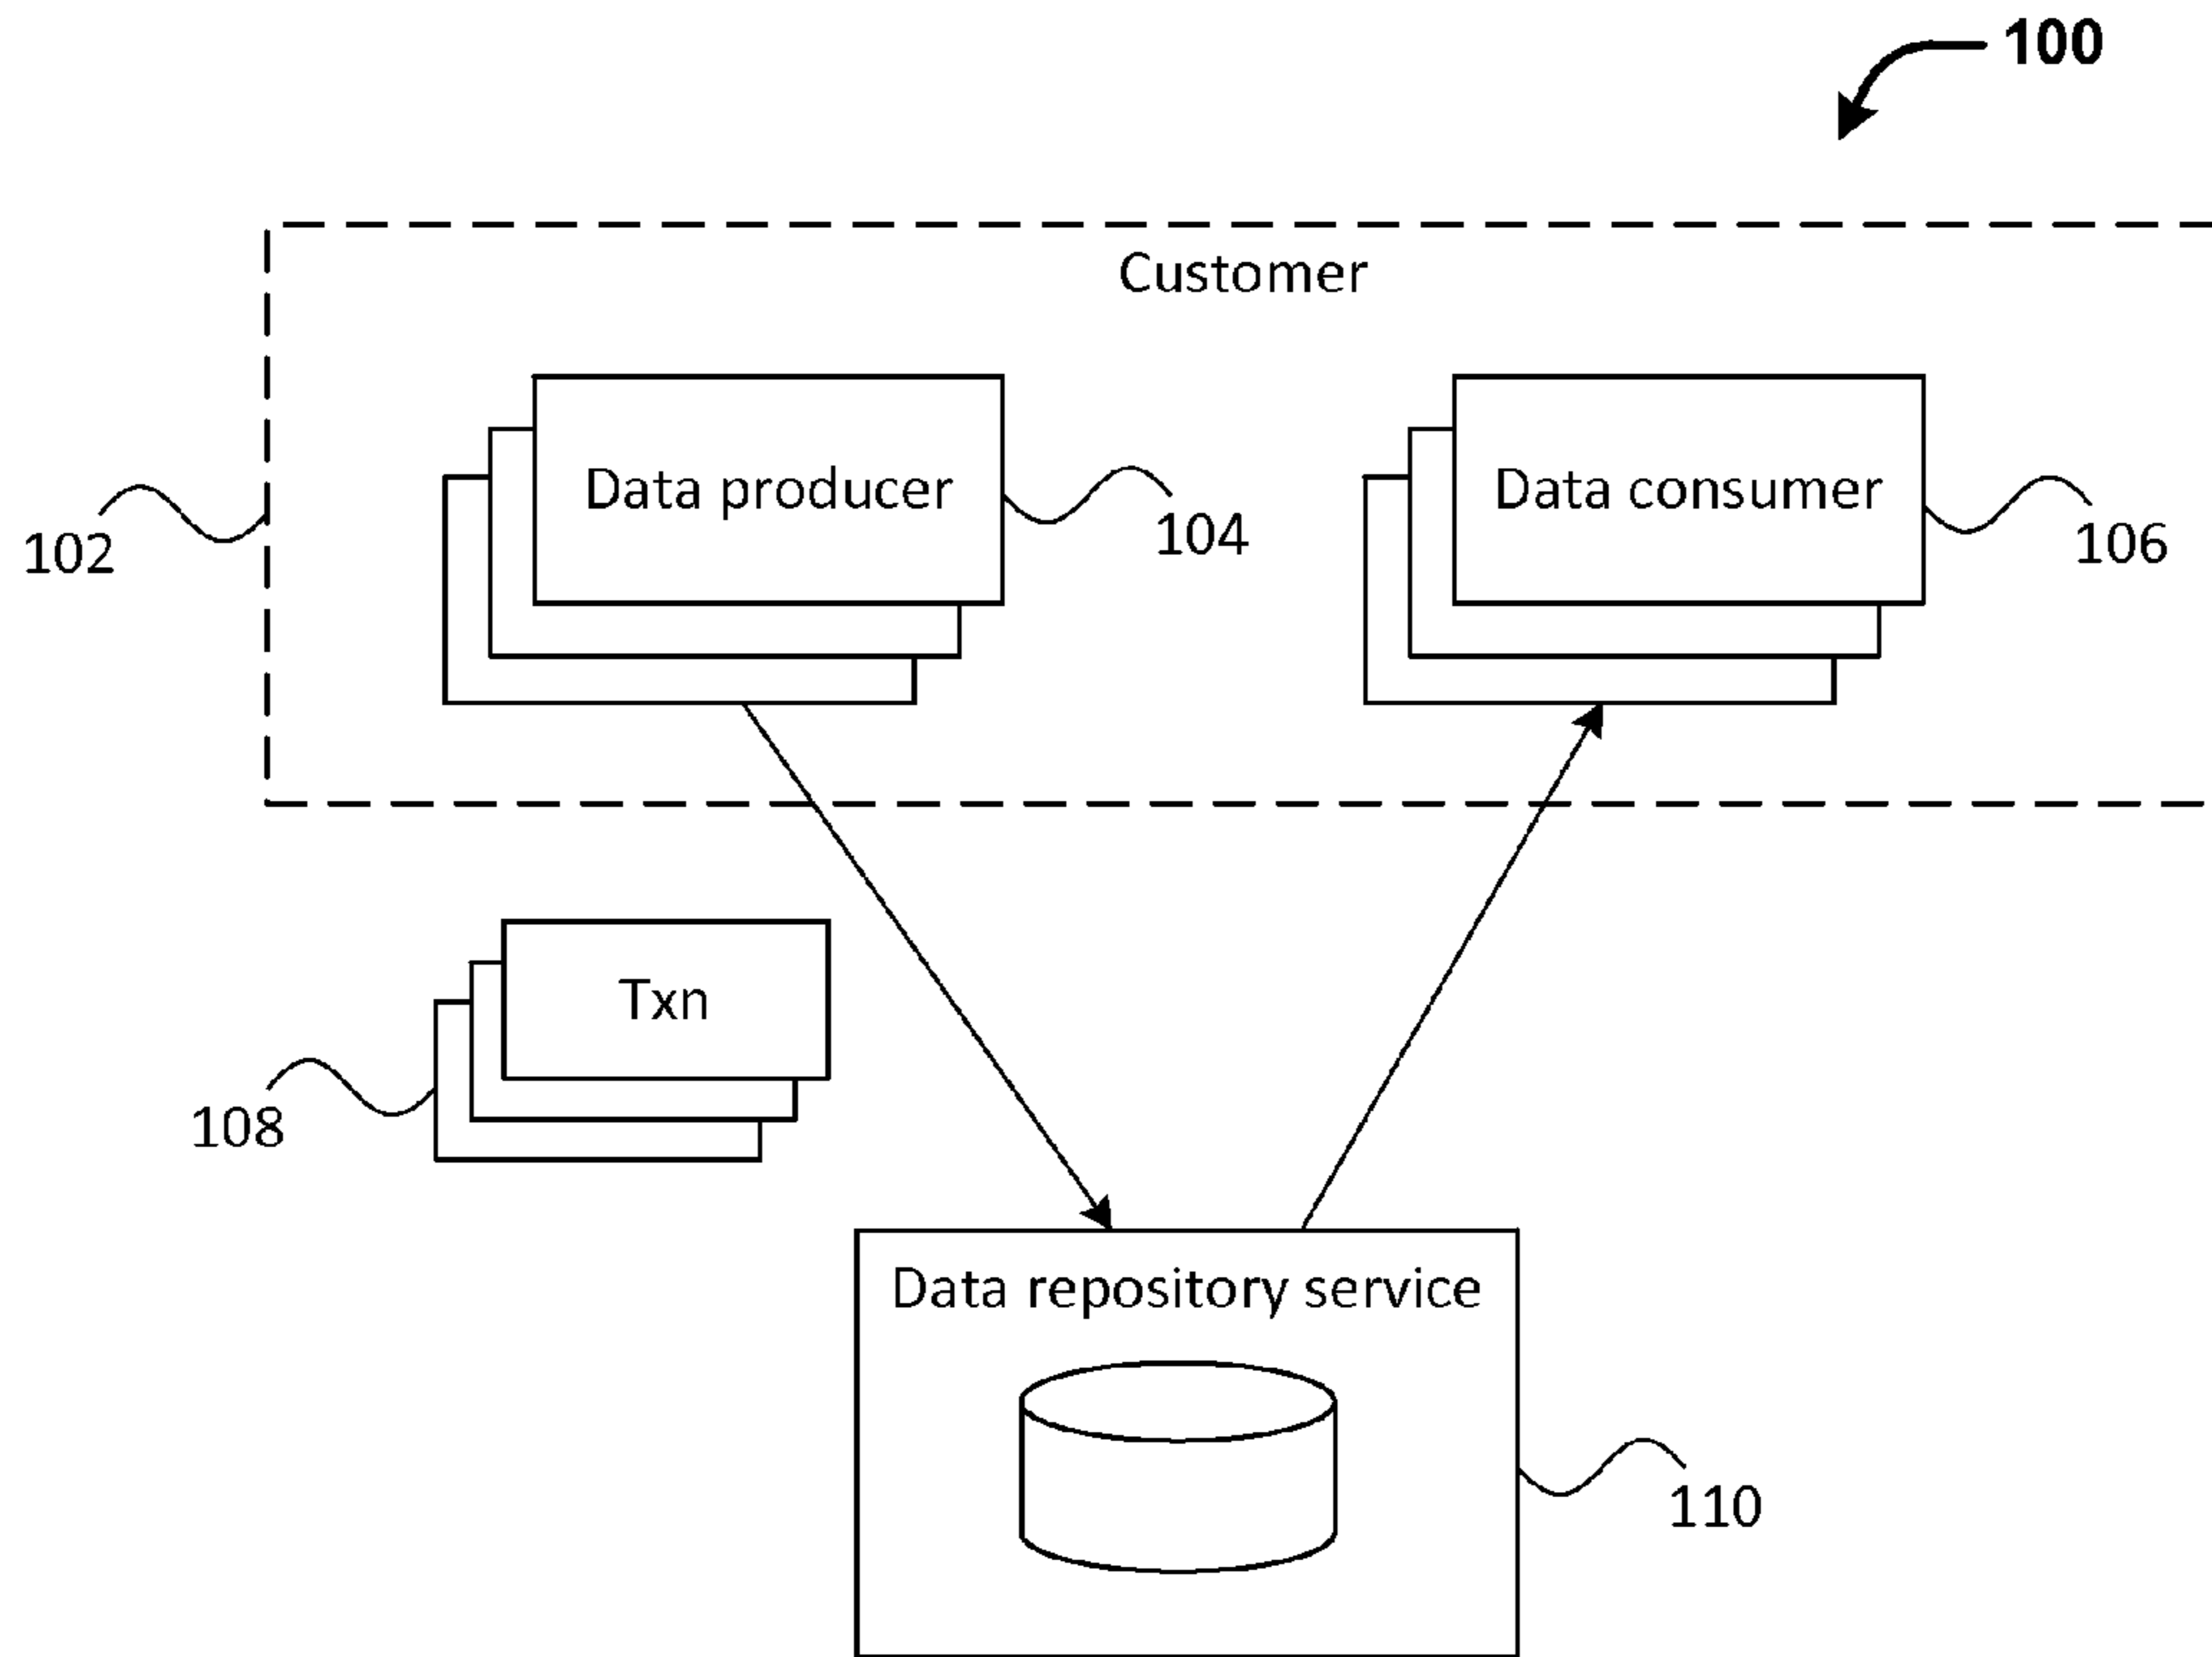 100
Customer
Data producer
Data consumer
102
104
106
Txn
108
Data repository service
110